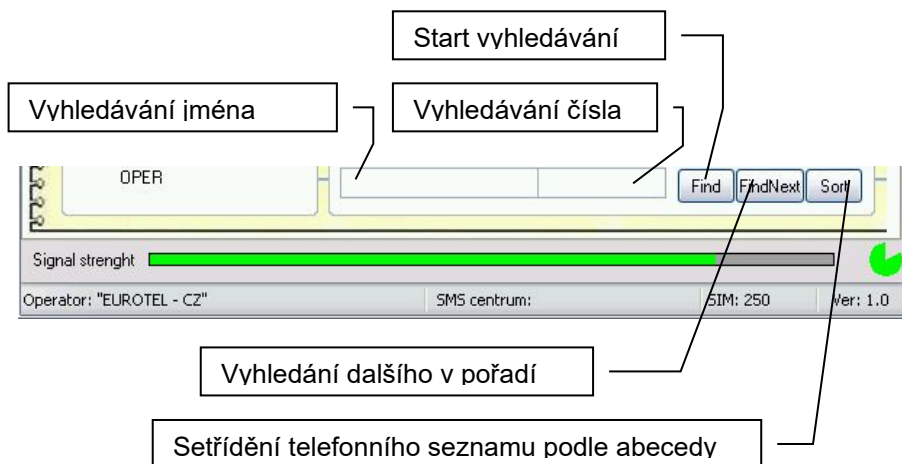 Start vyhledávání
Vyhledávání jména
Vyhledávání čísla
OPER
Find FindNext Sort
Signal strenght
Operator: "EUROTEL - CZ" SMS centrum: SIM: 250 Ver: 1.0
Vyhledání dalšího v pořadí
Setřídění telefonního seznamu podle abecedy